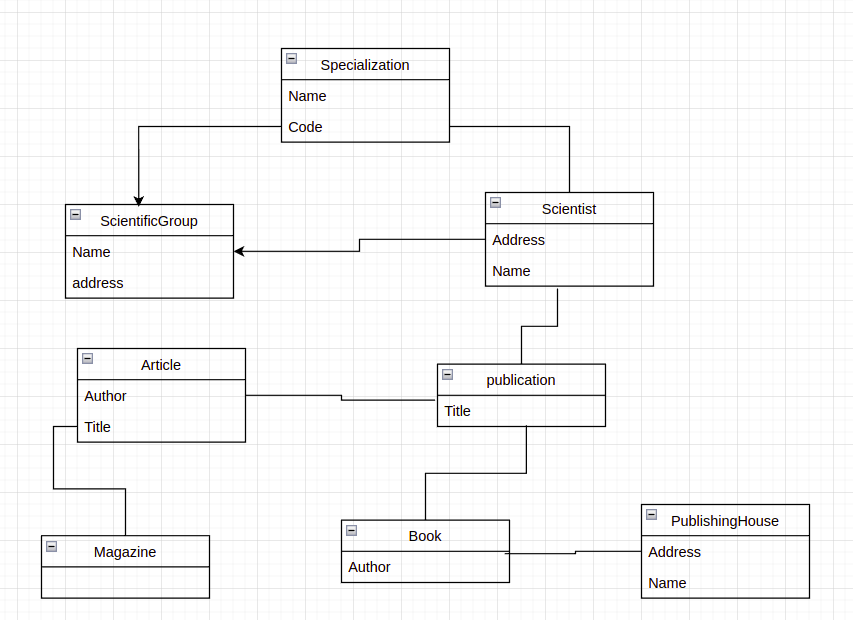 Specialization
Name
Code
ScientificGroup
Name
address
Scientist
Address
Name
Article
Author
Title
publication
Title
Magazine
Book
Author
PublishingHouse
Address
Name